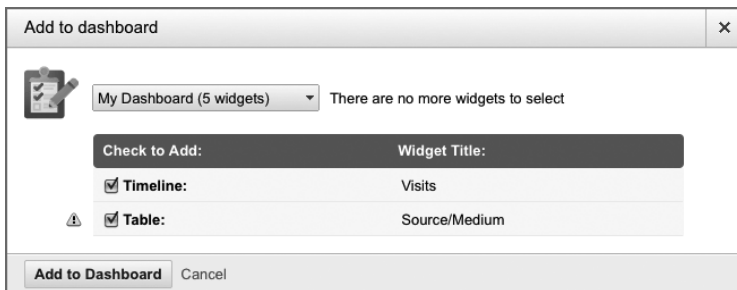 Add to dashboard
My Dashboard (5 widgets) There are no more widgets to select
Check to Add: Widget Title:
Timeline: Visits
Table: Source/Medium
Add to Dashboard Cancel